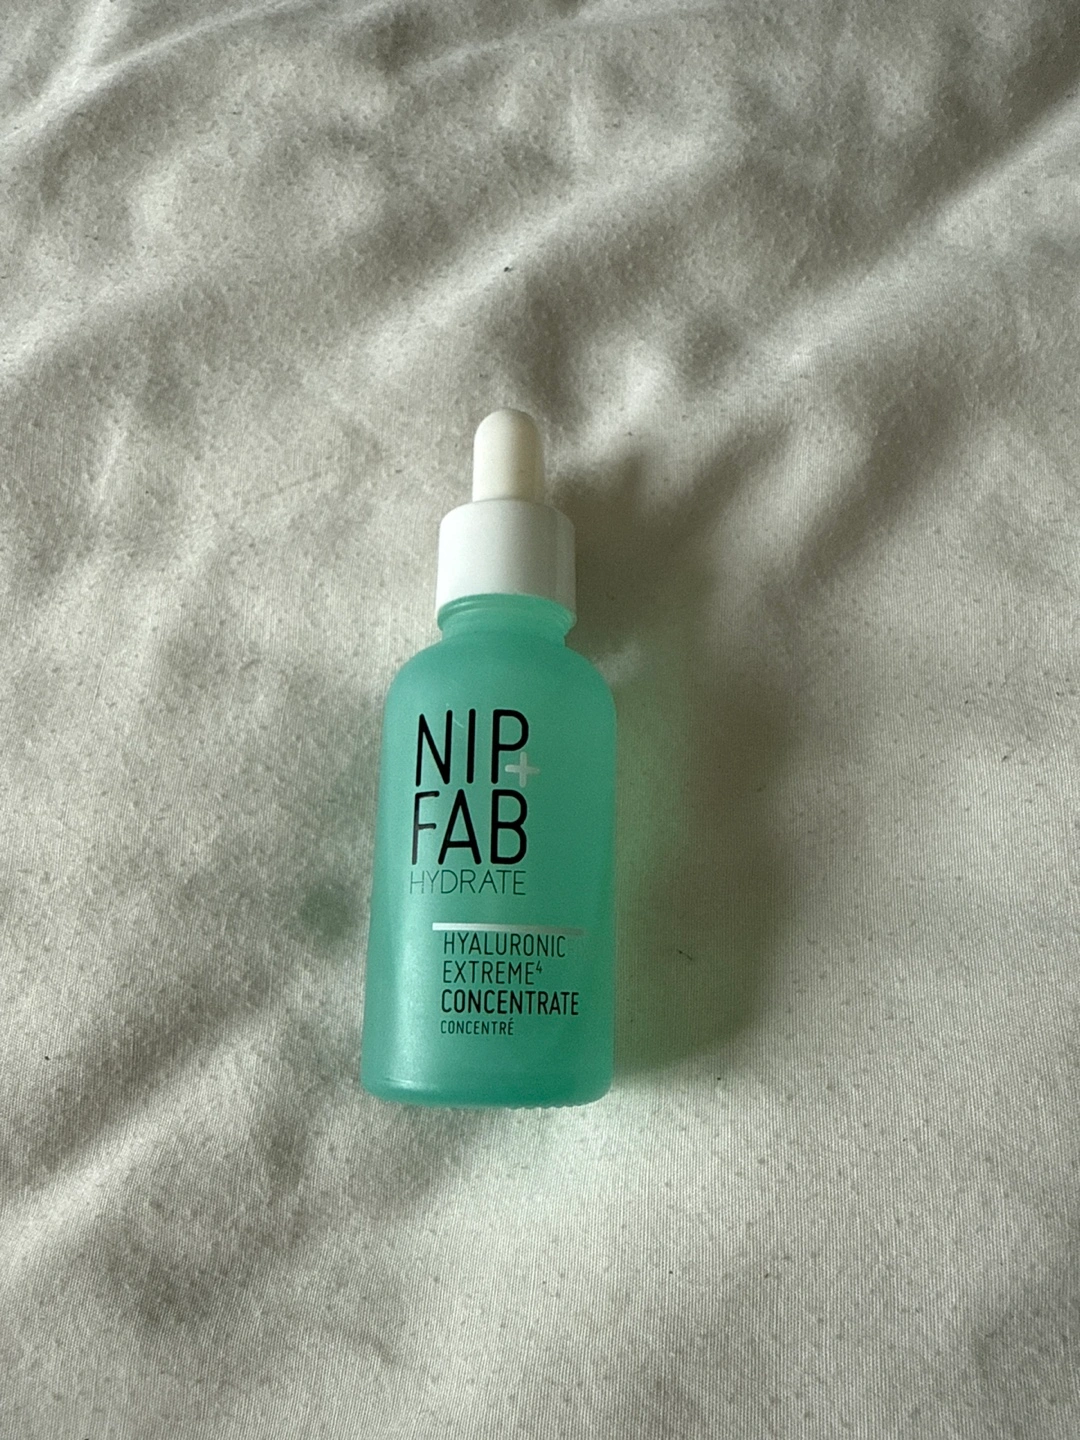 NIP+
FAB
HYDRATE
HYALURONIC
EXTREME⁴
CONCENTRATE
CONCENTRÉ